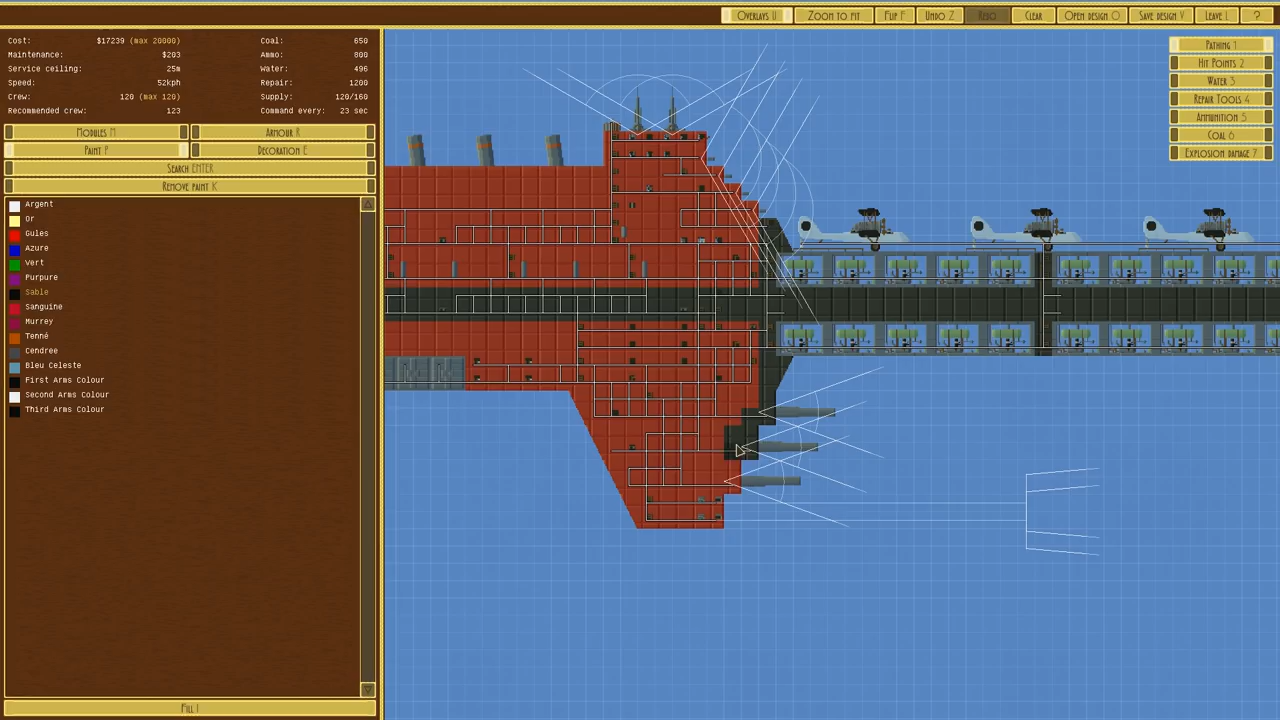 Overlays U Zoom to fit Flip F Undo Z Redo Clear Open design O Save design V Leave L ?
Cost: $17239 (max 20000) Coal: 650
Maintenance: $203 Ammo: 800
Service ceiling: 25m Water: 496
Speed: 52kph Repair: 1200
Crew: 120 (max 120) Supply: 120/160
Recommended crew: 123 Command every: 23 sec
Modules M Armour R
Paint P Decoration E
Search ENTER
Remove paint K
Argent
Or
Gules
Azure
Vert
Purpure
Sable
Sanguine
Murrey
Tenné
Cendree
Bleu Celeste
First Arms Colour
Second Arms Colour
Third Arms Colour
Fill I
Pathing 1
Hit Points 2
Water 3
Repair Tools 4
Ammunition 5
Coal 6
Explosion damage 7